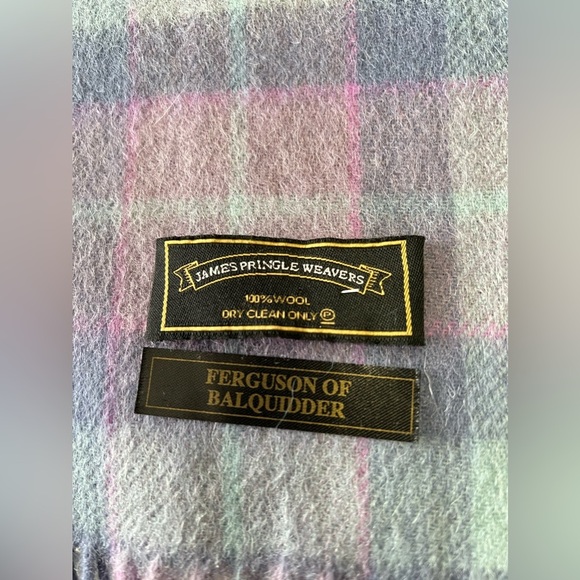 JAMES PRINGLE WEAVERS
100% WOOL
DRY CLEAN ONLY Ⓟ
FERGUSON OF
BALQUIDDER